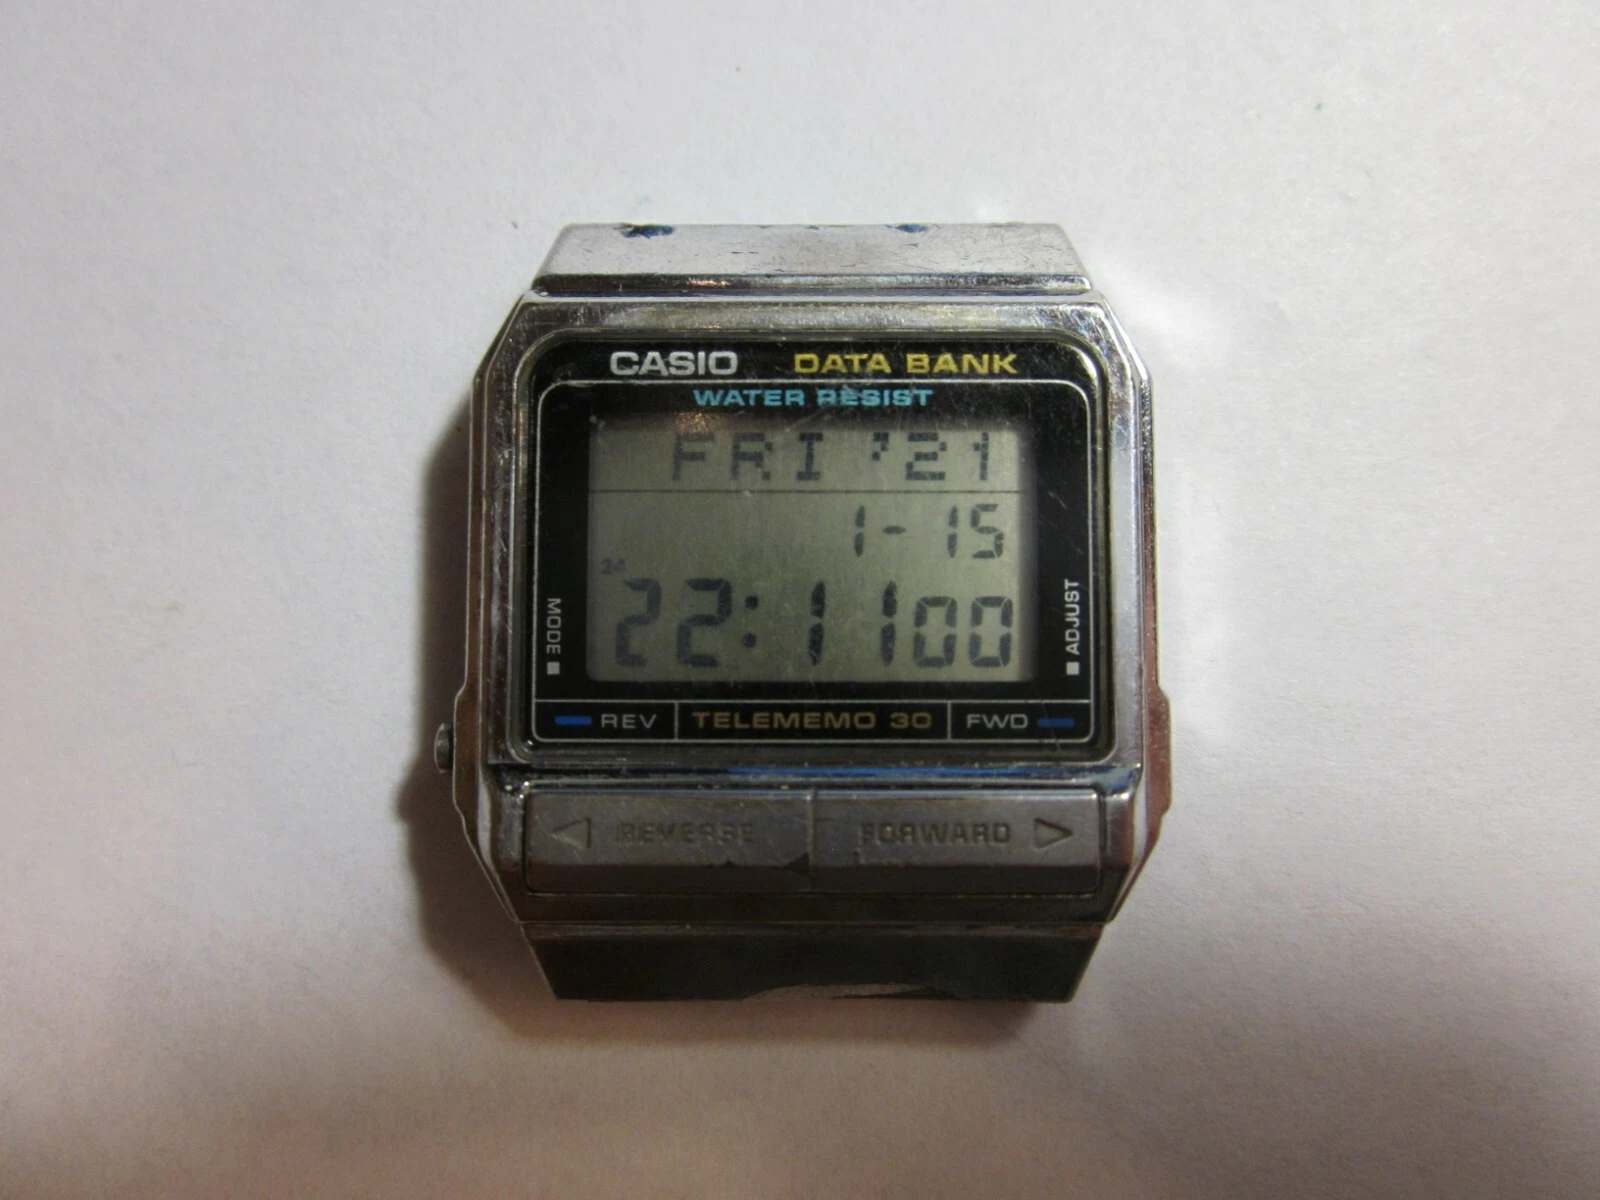 CASIO DATA BANK
WATER RESIST
FRI '21
1-15
24
22:11 00
MODE
ADJUST
REV TELEMEMO 30 FWD
REVERSE FORWARD